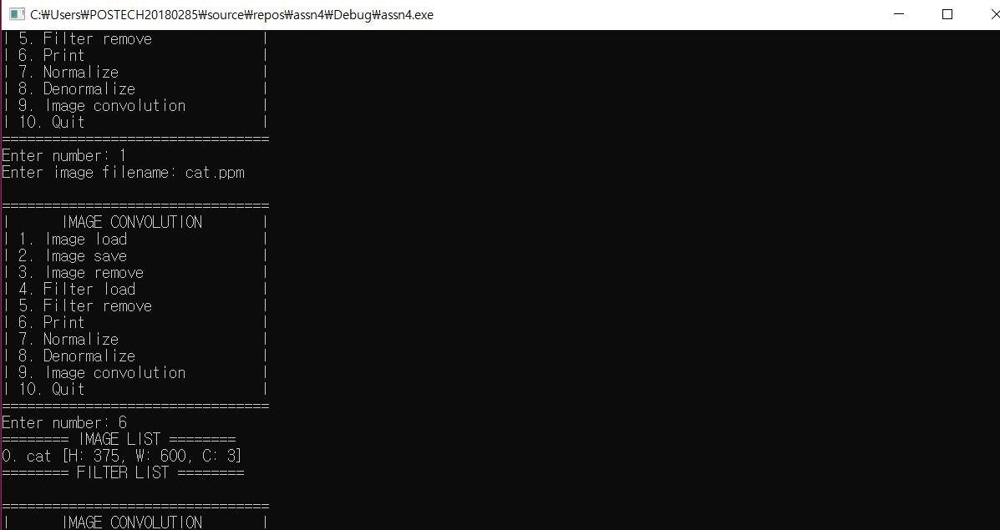 C:₩Users₩POSTECH20180285₩source₩repos₩assn4₩Debug₩assn4.exe
| 5. Filter remove |
| 6. Print |
| 7. Normalize |
| 8. Denormalize |
| 9. Image convolution |
| 10. Quit |
================================
Enter number: 1
Enter image filename: cat.ppm
================================
| IMAGE CONVOLUTION |
| 1. Image load |
| 2. Image save |
| 3. Image remove |
| 4. Filter load |
| 5. Filter remove |
| 6. Print |
| 7. Normalize |
| 8. Denormalize |
| 9. Image convolution |
| 10. Quit |
================================
Enter number: 6
======== IMAGE LIST ========
0. cat [H: 375, W: 600, C: 3]
======== FILTER LIST ========
================================
| IMAGE CONVOLUTION |